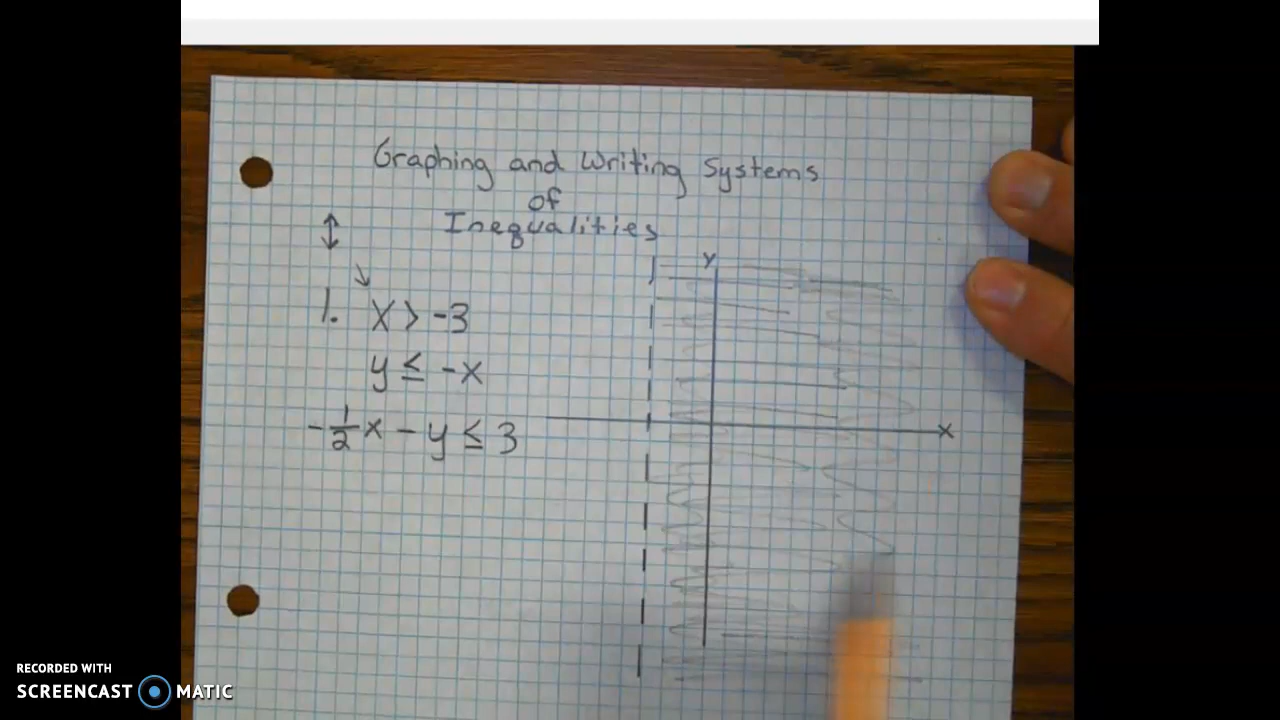 Graphing and Writing Systems
of
Inequalities
1. x > -3
y ≤ -x
-1/2x - y ≤ 3
y
x
RECORDED WITH
SCREENCAST MATIC